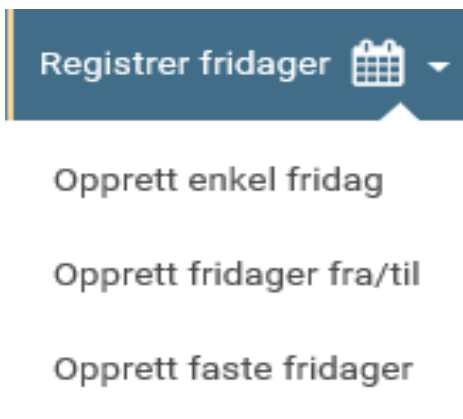 Registrer fridager
Opprett enkel fridag
Opprett fridager fra/til
Opprett faste fridager